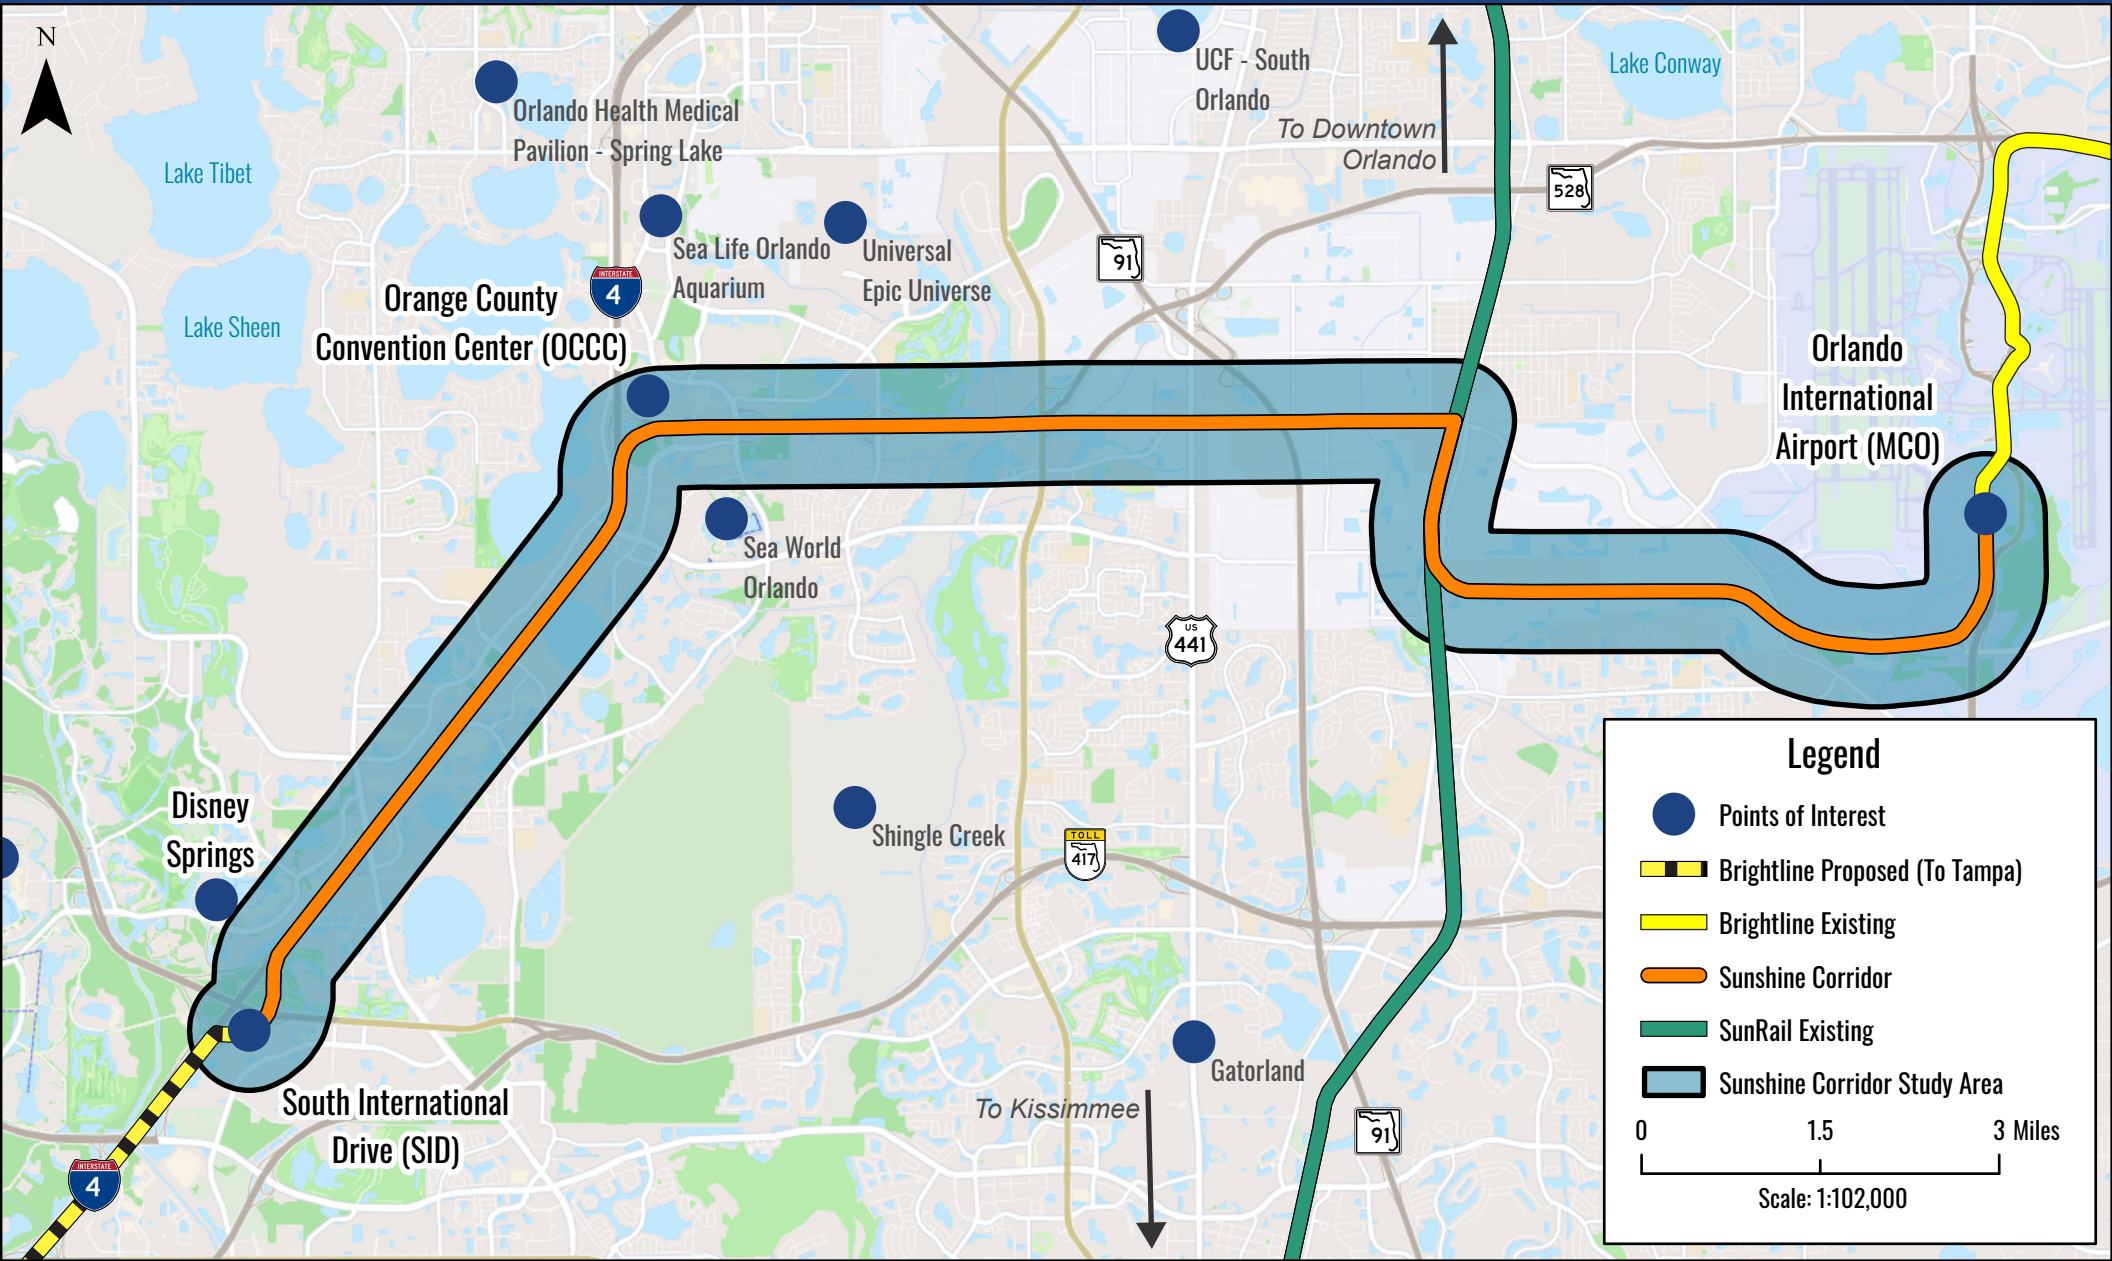 N
Orlando Health Medical
Pavilion - Spring Lake
UCF - South
Orlando
To Downtown
Orlando
Lake Conway
528
Lake Tibet
Sea Life Orlando
Aquarium
Universal
Epic Universe
91
Lake Sheen
Orange County
Convention Center (OCCC)
INTERSTATE
4
Orlando
International
Airport (MCO)
Sea World
Orlando
US
441
Disney
Springs
Shingle Creek
TOLL
417
South International
Drive (SID)
Gatorland
To Kissimmee
91
INTERSTATE
4
Legend
Points of Interest
Brightline Proposed (To Tampa)
Brightline Existing
Sunshine Corridor
SunRail Existing
Sunshine Corridor Study Area
0 1.5 3 Miles
Scale: 1:102,000